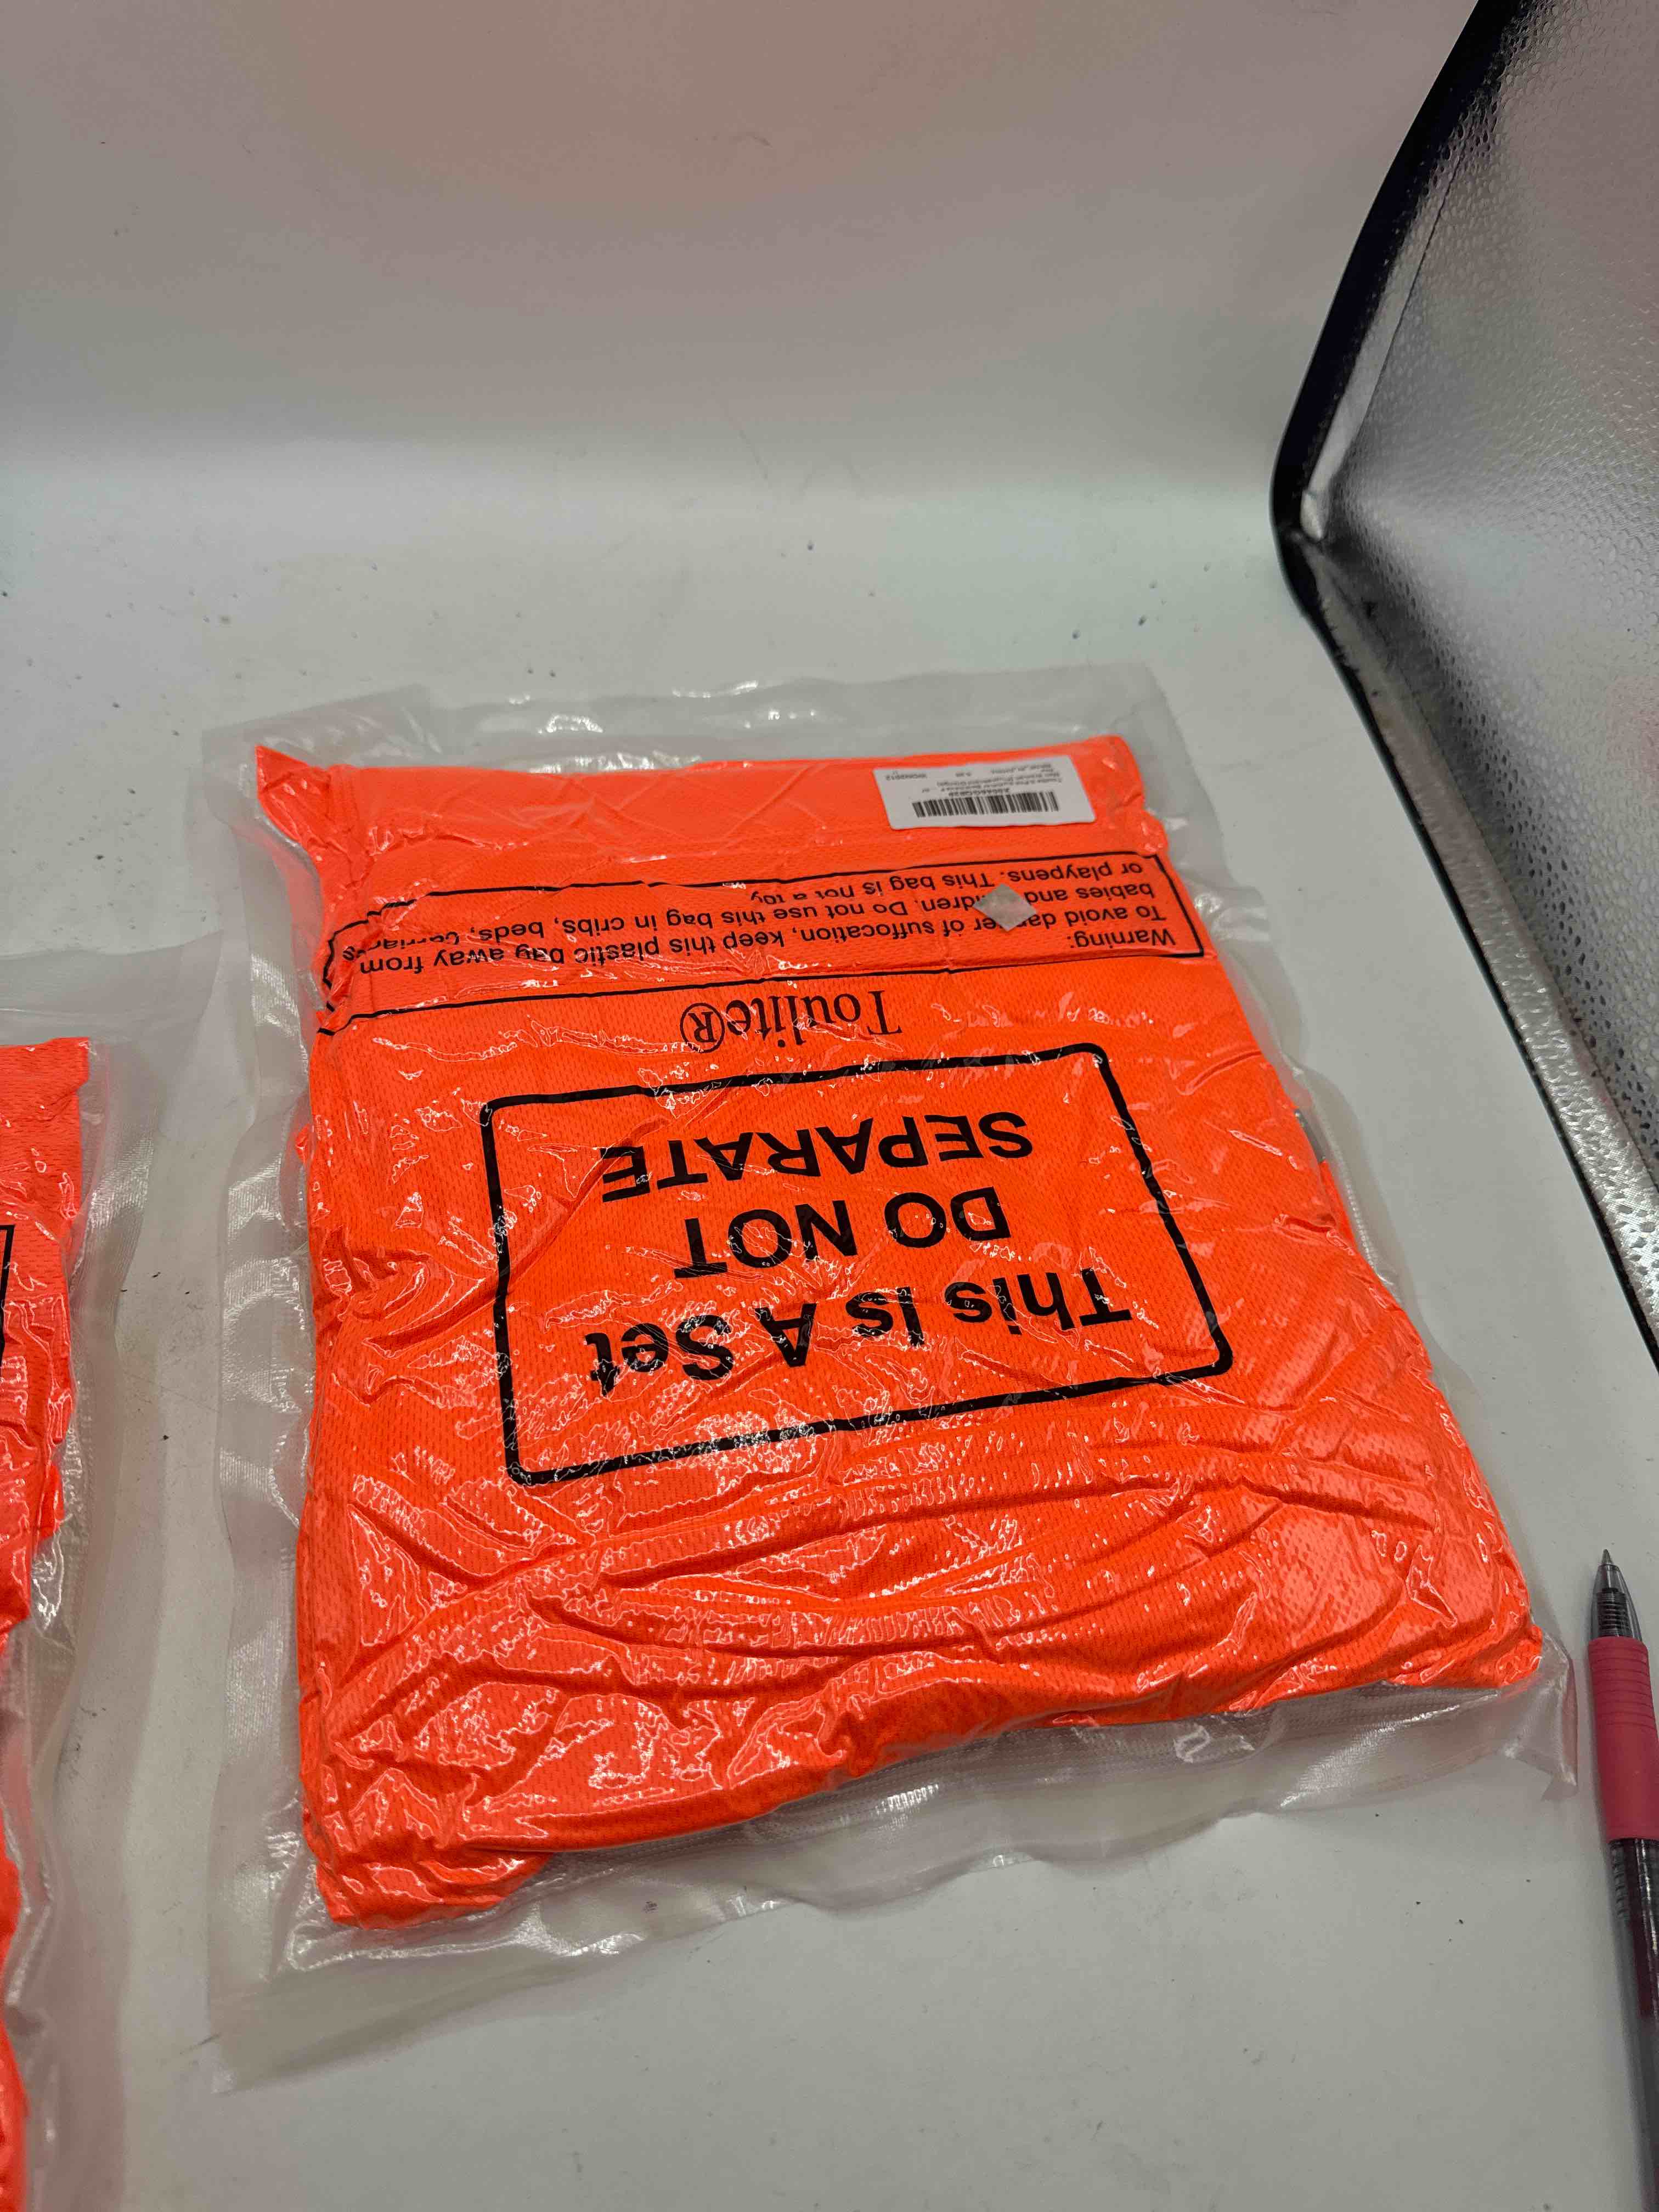 This Is A Set
DO NOT
SEPARATE
Toulite®
Warning:
To avoid danger of suffocation, keep this plastic bag away from
babies and children. Do not use this bag in cribs, beds, carriages
or playpens. This bag is not a toy